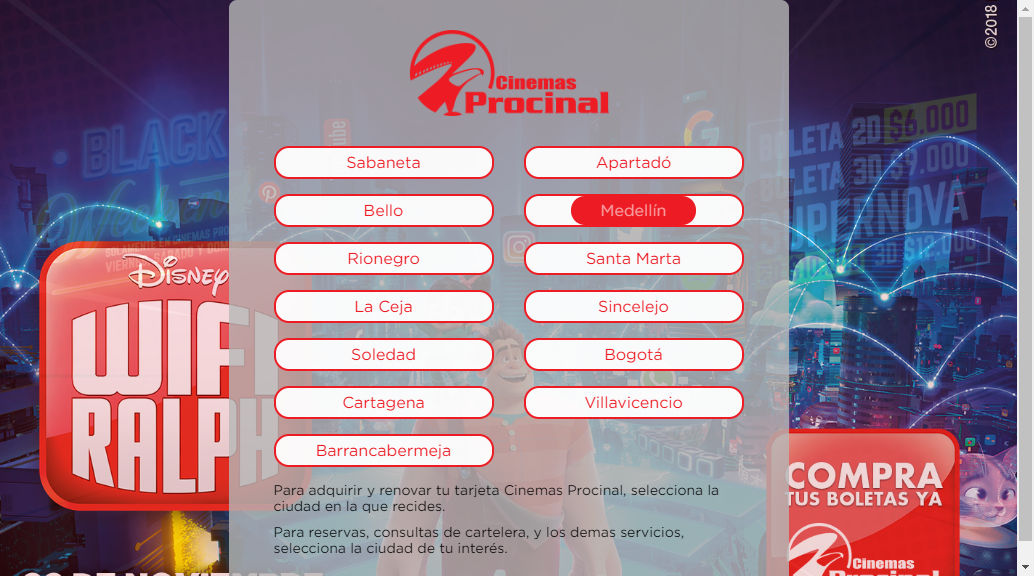 ©2018
Cinemas
Procinal
Sabaneta
Apartadó
Bello
Medellín
Rionegro
Santa Marta
La Ceja
Sincelejo
Soledad
Bogotá
Cartagena
Villavicencio
Barrancabermeja
Para adquirir y renovar tu tarjeta Cinemas Procinal, selecciona la
ciudad en la que recides.
Para reservas, consultas de cartelera, y los demas servicios,
selecciona la ciudad de tu interés.
BLACK
Weekend
DISNEY
WIFI
RALPH
BOLETA 2D $6.000
BOLETA 3D $9.000
SUPERNOVA
3D $12.000
COMPRA
TUS BOLETAS YA
Cinemas
Procinal